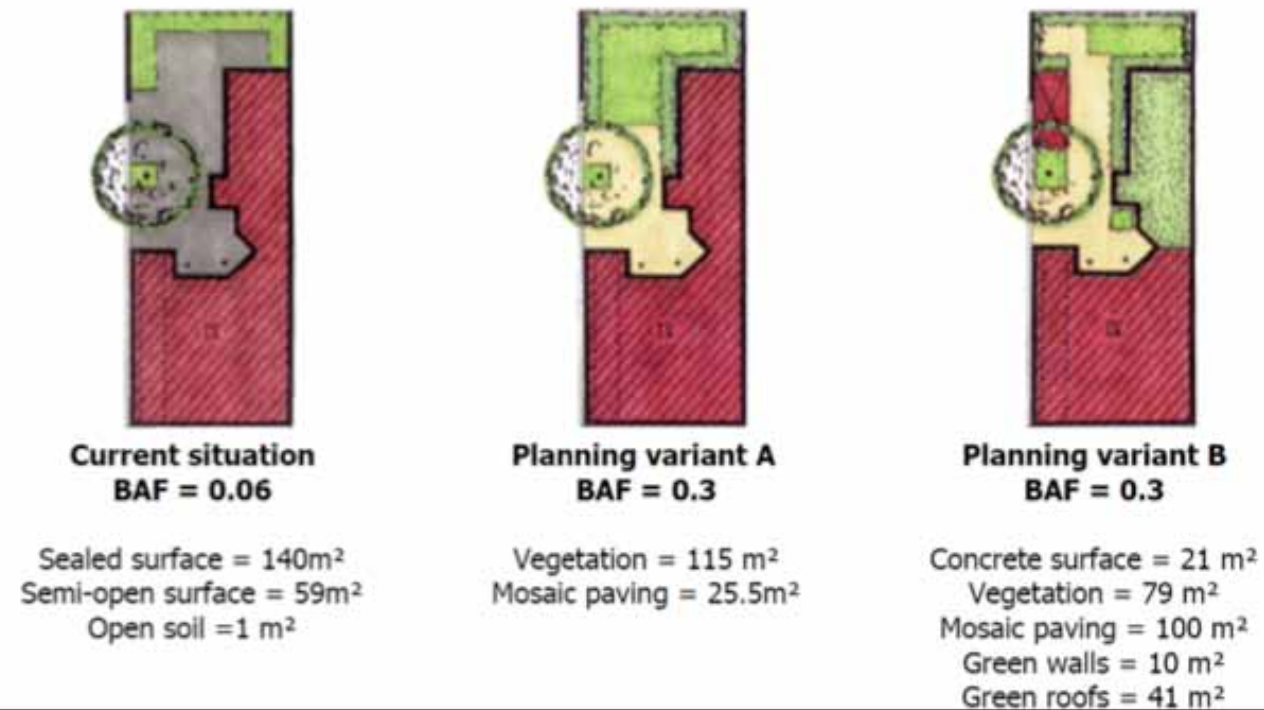 Current situation
BAF = 0.06
Sealed surface = 140m²
Semi-open surface = 59m²
Open soil =1 m²
Planning variant A
BAF = 0.3
Vegetation = 115 m²
Mosaic paving = 25.5m²
Planning variant B
BAF = 0.3
Concrete surface = 21 m²
Vegetation = 79 m²
Mosaic paving = 100 m²
Green walls = 10 m²
Green roofs = 41 m²